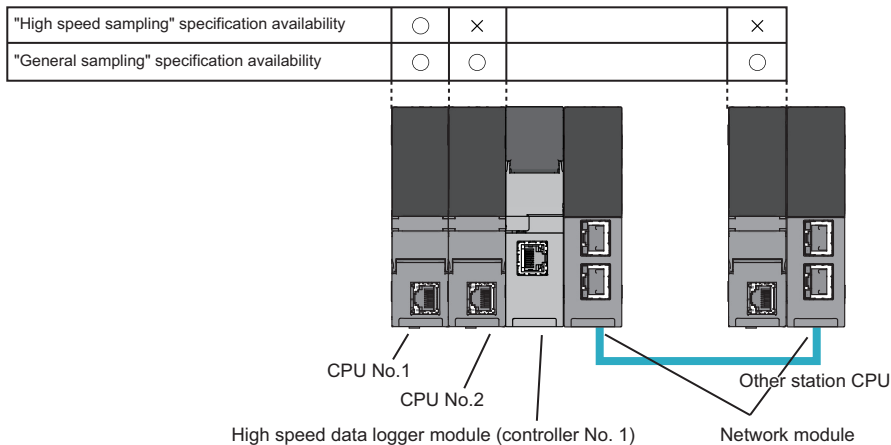 "High speed sampling" specification availability ○ × ×
"General sampling" specification availability ○ ○ ○
CPU No.1
CPU No.2
Other station CPU
High speed data logger module (controller No. 1)
Network module